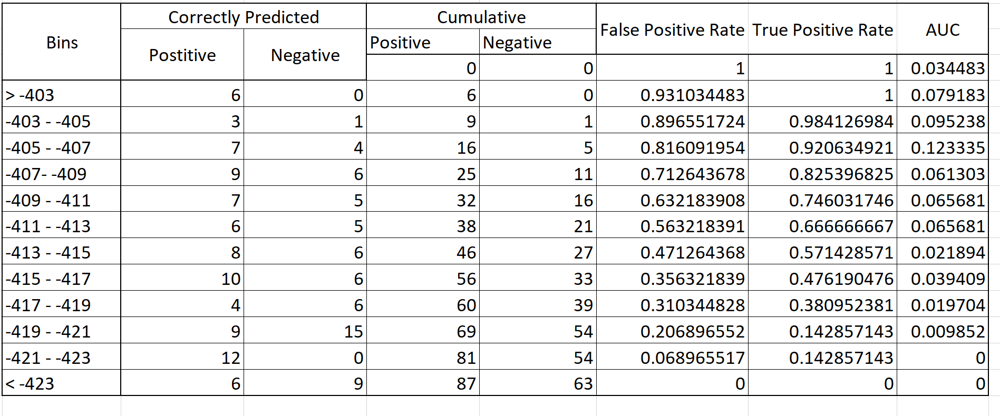 Bins Correctly Predicted Cumulative False Positive Rate True Positive Rate AUC
Postitive Negative Positive Negative
0 0 1 1 0.034483
> -403 6 0 6 0 0.931034483 1 0.079183
-403 - -405 3 1 9 1 0.896551724 0.984126984 0.095238
-405 - -407 7 4 16 5 0.816091954 0.920634921 0.123335
-407- -409 9 6 25 11 0.712643678 0.825396825 0.061303
-409 - -411 7 5 32 16 0.632183908 0.746031746 0.065681
-411 - -413 6 5 38 21 0.563218391 0.666666667 0.065681
-413 - -415 8 6 46 27 0.471264368 0.571428571 0.021894
-415 - -417 10 6 56 33 0.356321839 0.476190476 0.039409
-417 - -419 4 6 60 39 0.310344828 0.380952381 0.019704
-419 - -421 9 15 69 54 0.206896552 0.142857143 0.009852
-421 - -423 12 0 81 54 0.068965517 0.142857143 0
< -423 6 9 87 63 0 0 0